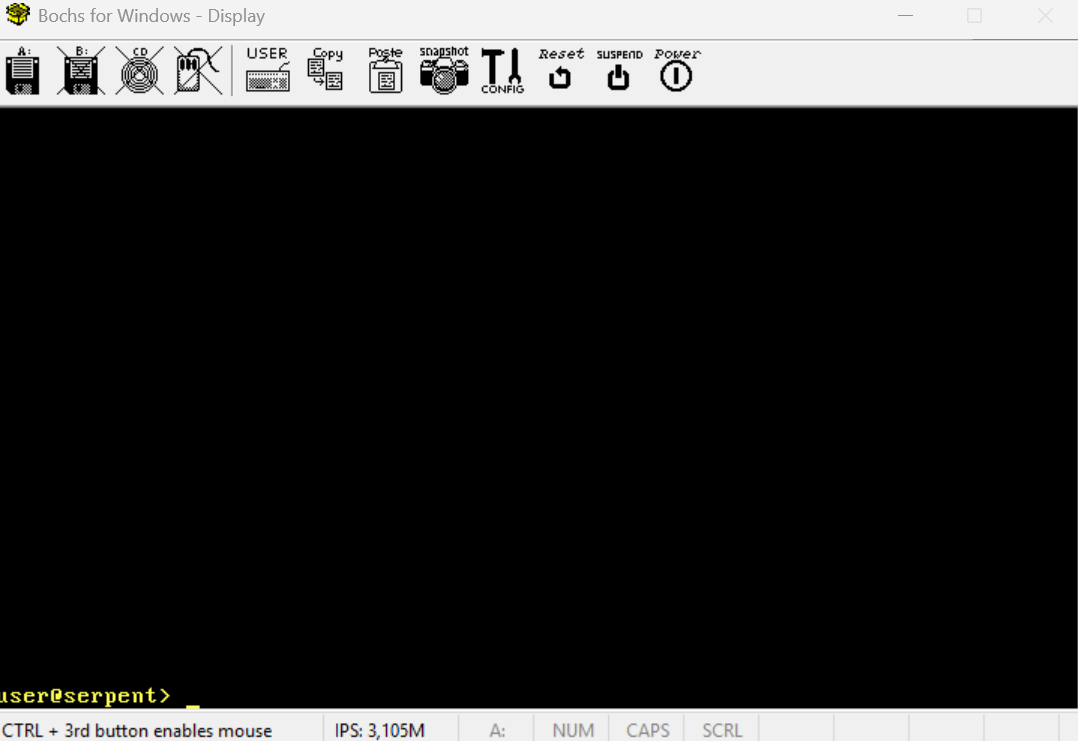 Bochs for Windows - Display
A: B: CD USER Copy Paste snapshot CONFIG Reset SUSPEND Power
user@serpent> _
CTRL + 3rd button enables mouse IPS: 3,105M A: NUM CAPS SCRL